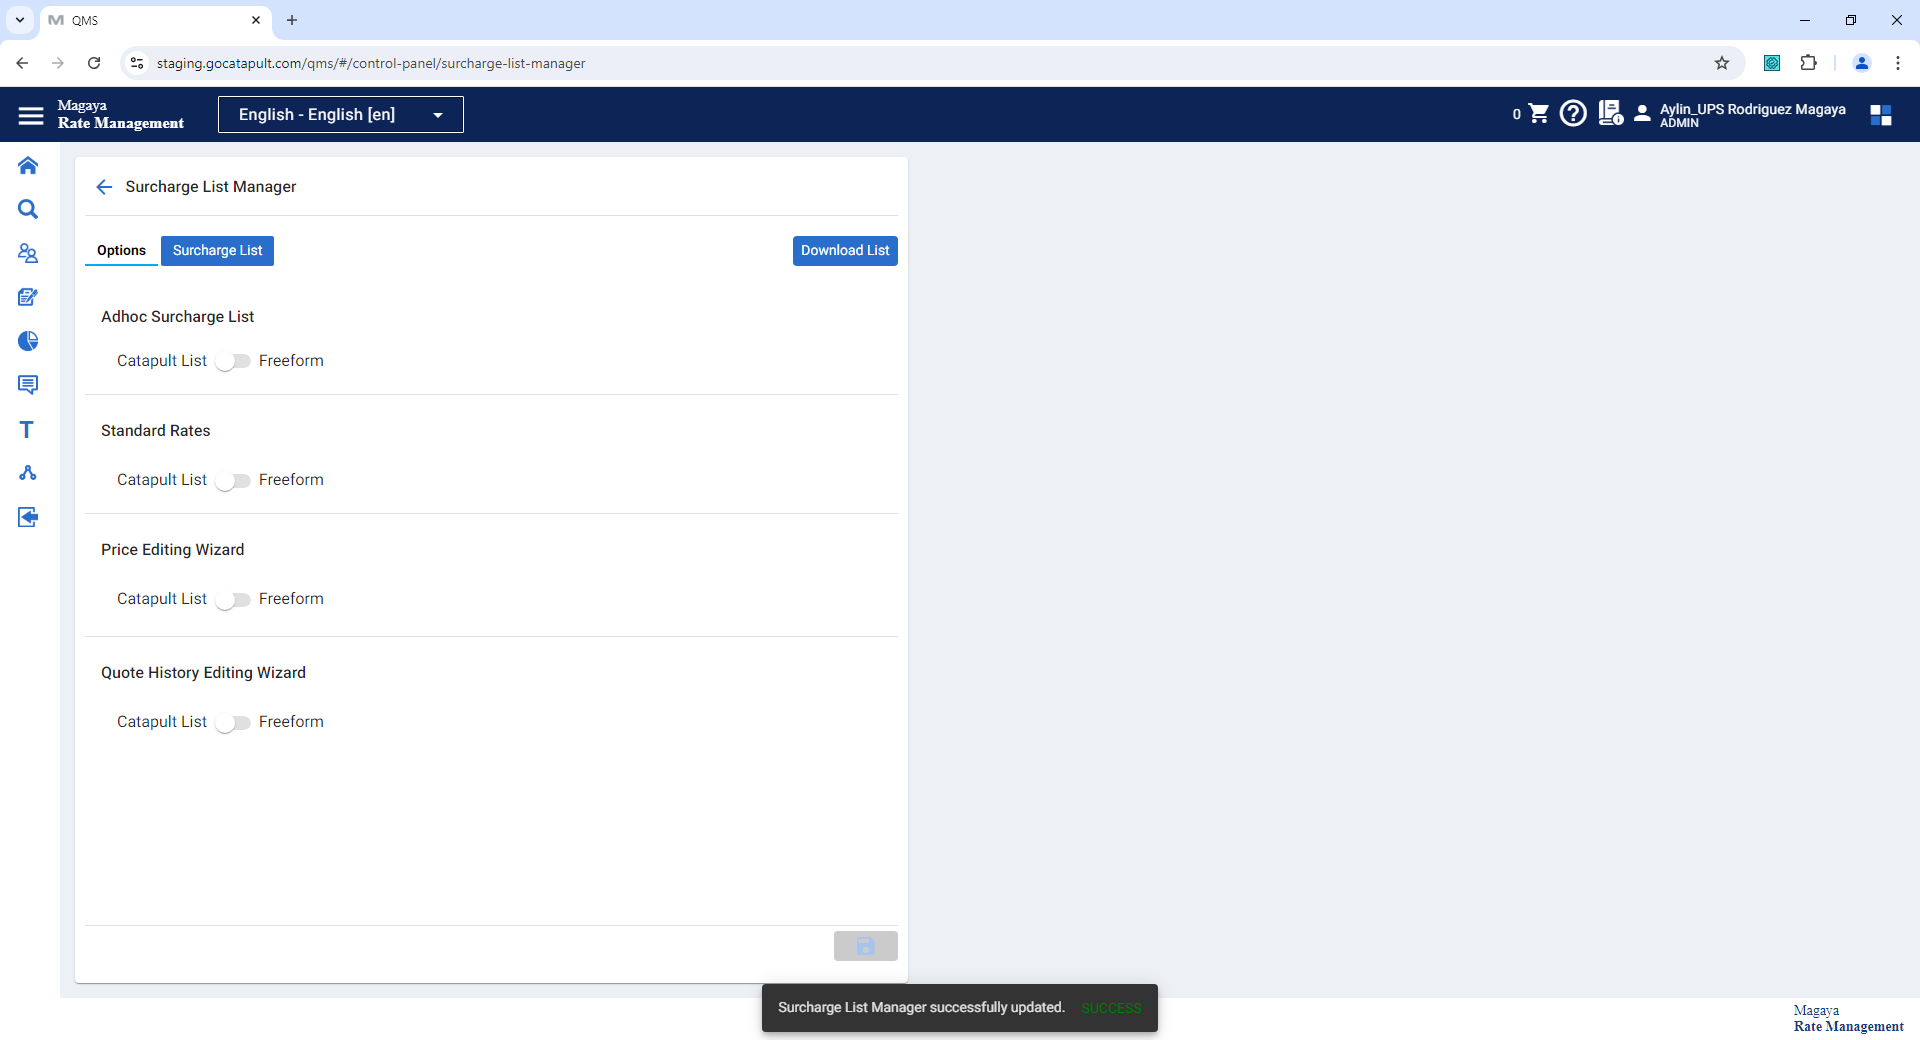 QMS
staging.gocatapult.com/qms/#/control-panel/surcharge-list-manager
Magaya
Rate Management
English - English [en]
0
Aylin_UPS Rodriguez Magaya
ADMIN
Surcharge List Manager
Options
Surcharge List
Download List
Adhoc Surcharge List
Catapult List Freeform
Standard Rates
Catapult List Freeform
Price Editing Wizard
Catapult List Freeform
Quote History Editing Wizard
Catapult List Freeform
Surcharge List Manager successfully updated. SUCCESS
Magaya
Rate Management